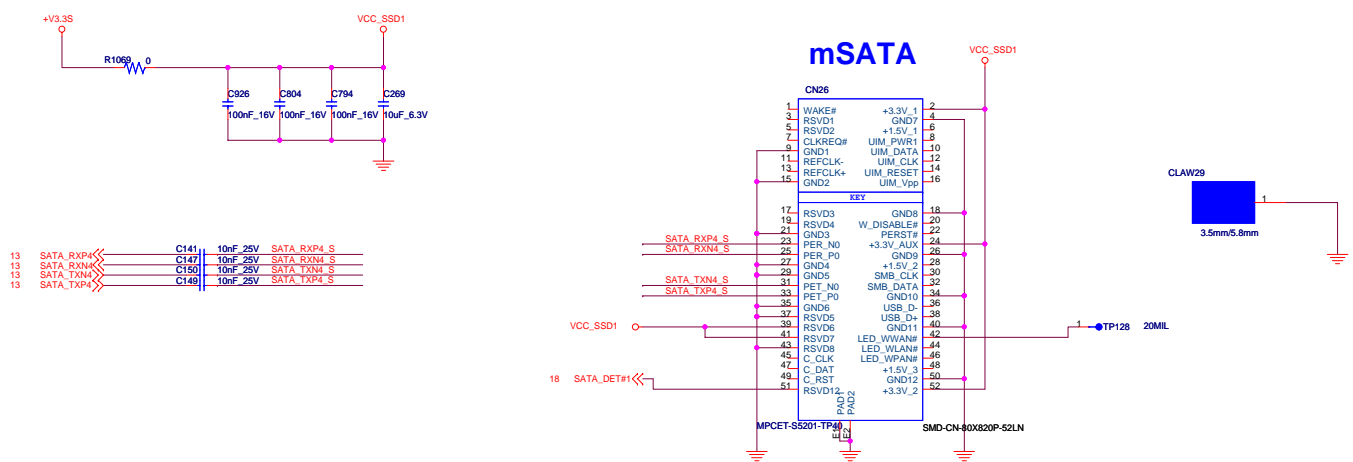 +V3.3S
VCC_SSD1
R1069 0
C926
100nF_16V
C804
100nF_16V
C794
100nF_16V
C269
10uF_6.3V
13 SATA_RXP4 C141 10nF_25V SATA_RXP4_S
13 SATA_RXN4 C147 10nF_25V SATA_RXN4_S
13 SATA_TXN4 C150 10nF_25V SATA_TXN4_S
13 SATA_TXP4 C149 10nF_25V SATA_TXP4_S
mSATA
VCC_SSD1
CN26
1 WAKE# +3.3V_1 2
3 RSVD1 GND7 4
5 RSVD2 +1.5V_1 6
7 CLKREQ# UIM_PWR1 8
9 GND1 UIM_DATA 10
11 REFCLK- UIM_CLK 12
13 REFCLK+ UIM_RESET 14
15 GND2 UIM_Vpp 16
KEY
17 RSVD3 GND8 18
19 RSVD4 W_DISABLE# 20
21 GND3 PERST# 22
SATA_RXP4_S 23 PER_N0 +3.3V_AUX 24
SATA_RXN4_S 25 PER_P0 GND9 26
27 GND4 +1.5V_2 28
29 GND5 SMB_CLK 30
SATA_TXN4_S 31 PET_N0 SMB_DATA 32
SATA_TXP4_S 33 PET_P0 GND10 34
35 GND6 USB_D- 36
37 RSVD5 USB_D+ 38
VCC_SSD1 39 RSVD6 GND11 40
41 RSVD7 LED_WWAN# 42 1 TP128 20MIL
43 RSVD8 LED_WLAN# 44
45 C_CLK LED_WPAN# 46
47 C_DAT +1.5V_3 48
18 SATA_DET#1 49 C_RST GND12 50
51 RSVD12 +3.3V_2 52
PAD1
PAD2
E1
E2
MPCET-S5201-TP40
SMD-CN-80X820P-52LN
CLAW29
1
3.5mm/5.8mm